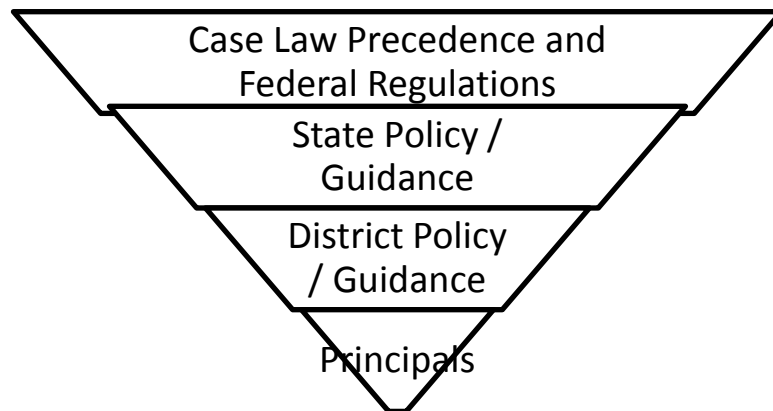 Case Law Precedence and
Federal Regulations
State Policy /
Guidance
District Policy
/ Guidance
Principals